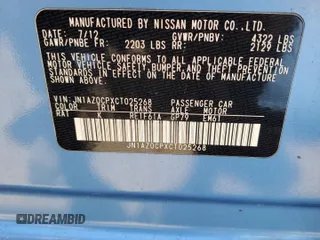 MANUFACTURED BY NISSAN MOTOR CO., LTD.
DATE: 7/12 GVWR/PNBV: 4322 LBS
GAWR/PNBE FR: 2203 LBS RR: 2129 LBS
THIS VEHICLE CONFORMS TO ALL APPLICABLE FEDERAL
MOTOR VEHICLE SAFETY, BUMPER, AND THEFT
PREVENTION STANDARDS IN EFFECT ON THE DATE OF
MANUFACTURE SHOWN ABOVE.
VIN: JN1AZ0CPXCT025268 PASSENGER CAR
COLOR TRIM TRANS AXLE MOTOR
RAT K RE1F61A GP79 EM61
JN1AZ0CPXCT025268
DREAMBID